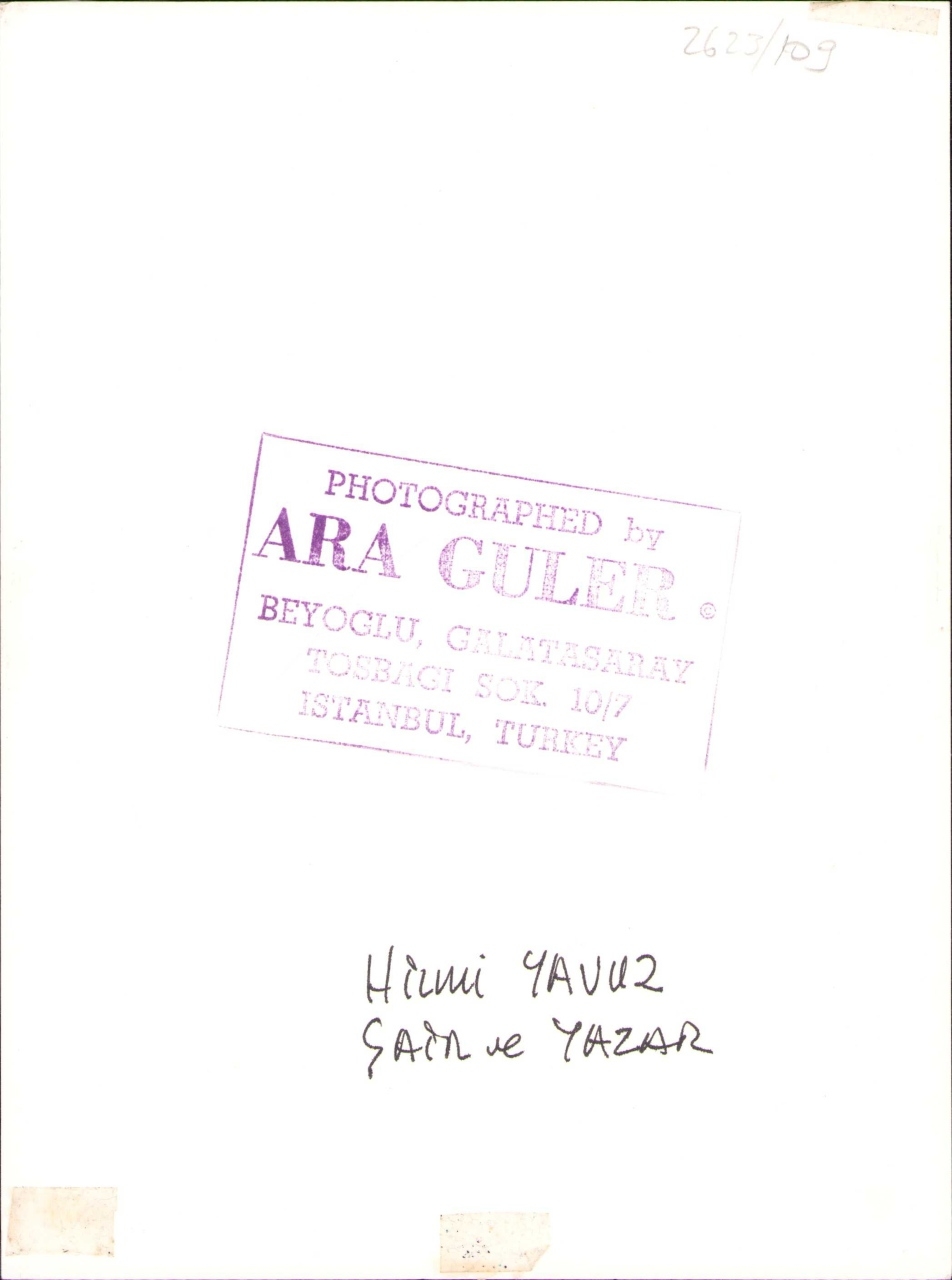 2623/109
PHOTOGRAPHED by
ARA GULER ©
BEYOGLU, GALATASARAY
TOSBAGI SOK. 10/7
ISTANBUL, TURKEY
Hilmi YAVUZ
ŞAİR ve YAZAR